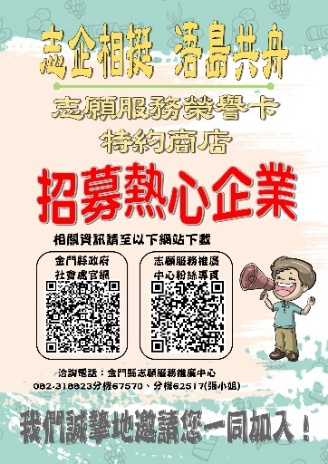 志企相挺 浯島共舟
志願服務榮譽卡
特約商店
招募熱心企業
相關資訊請至以下網站下載
金門縣政府
社會處官網
志願服務推廣
中心粉絲專頁
洽詢電話：金門縣志願服務推廣中心
082-318823分機67570、分機62517(張小姐)
我們誠摯地邀請您一同加入！